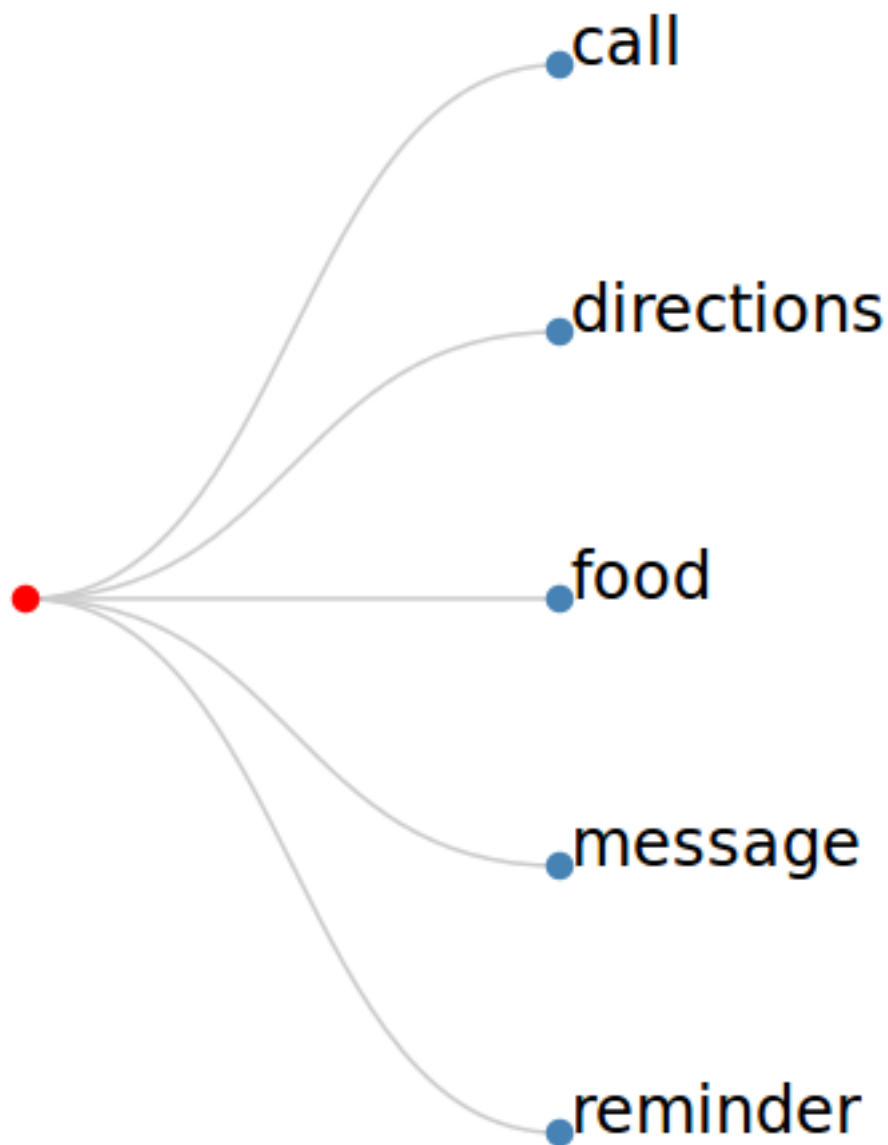 call
directions
food
message
reminder